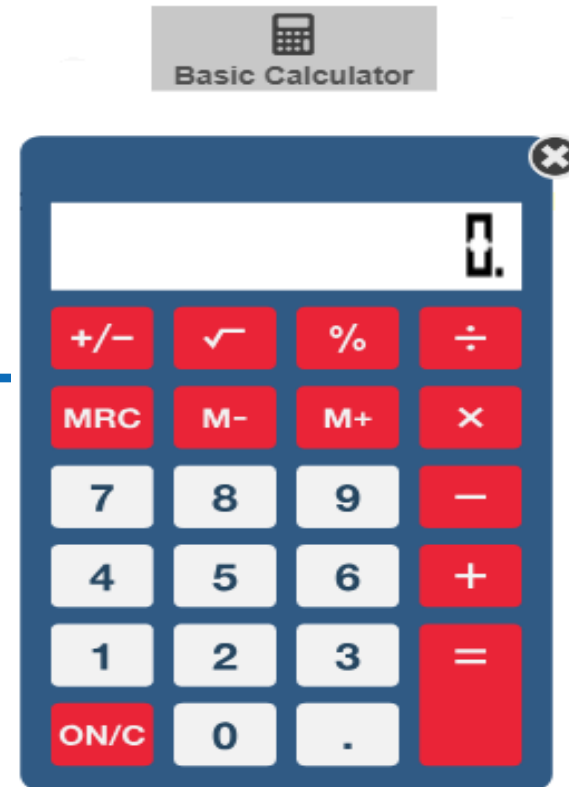 Basic Calculator
0.
+/− √ % ÷
MRC M- M+ ×
7 8 9 −
4 5 6 +
1 2 3 =
ON/C 0 .